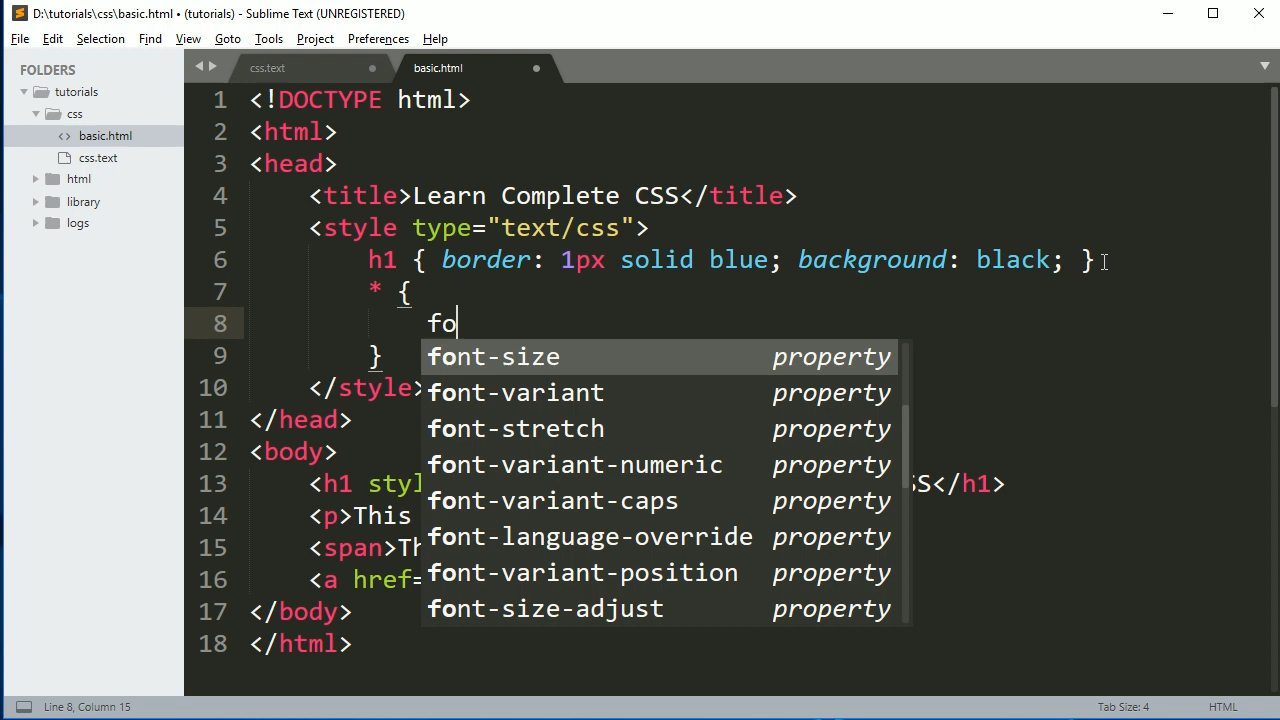 D:\tutorials\css\basic.html • (tutorials) - Sublime Text (UNREGISTERED)
File Edit Selection Find View Goto Tools Project Preferences Help
FOLDERS
tutorials
css
<> basic.html
css.text
html
library
logs
css.text
basic.html
1 <!DOCTYPE html>
2 <html>
3 <head>
4 <title>Learn Complete CSS</title>
5 <style type="text/css">
6 h1 { border: 1px solid blue; background: black; }
7 * {
8 fo
9 }
10 </style>
11 </head>
12 <body>
13 <h1 styl S</h1>
14 <p>This
15 <span>Th
16 <a href=
17 </body>
18 </html>
font-size property
font-variant property
font-stretch property
font-variant-numeric property
font-variant-caps property
font-language-override property
font-variant-position property
font-size-adjust property
Line 8, Column 15
Tab Size: 4
HTML